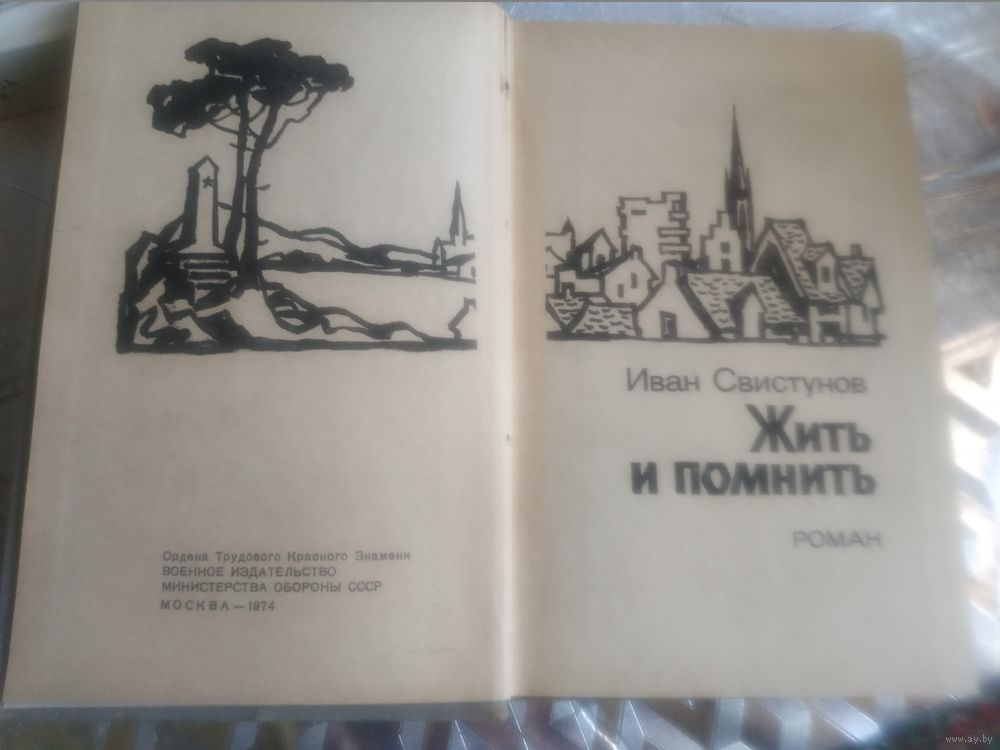 Ордена Трудового Красного Знамени
ВОЕННОЕ ИЗДАТЕЛЬСТВО
МИНИСТЕРСТВА ОБОРОНЫ СССР
МОСКВА — 1974
Иван Свистунов
Жить
и помнить
РОМАН
www.ay.by